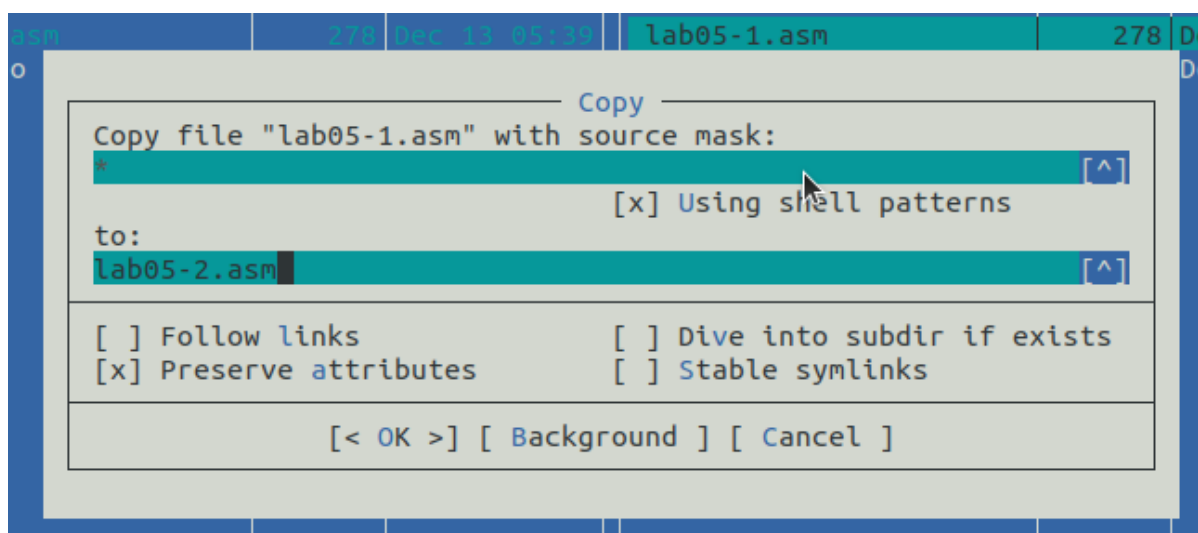 asm 278 Dec 13 05:39 lab05-1.asm 278 D
o D
Copy
Copy file "lab05-1.asm" with source mask:
* [^]
[x] Using shell patterns
to:
lab05-2.asm [^]
[ ] Follow links [ ] Dive into subdir if exists
[x] Preserve attributes [ ] Stable symlinks
[< OK >] [ Background ] [ Cancel ]